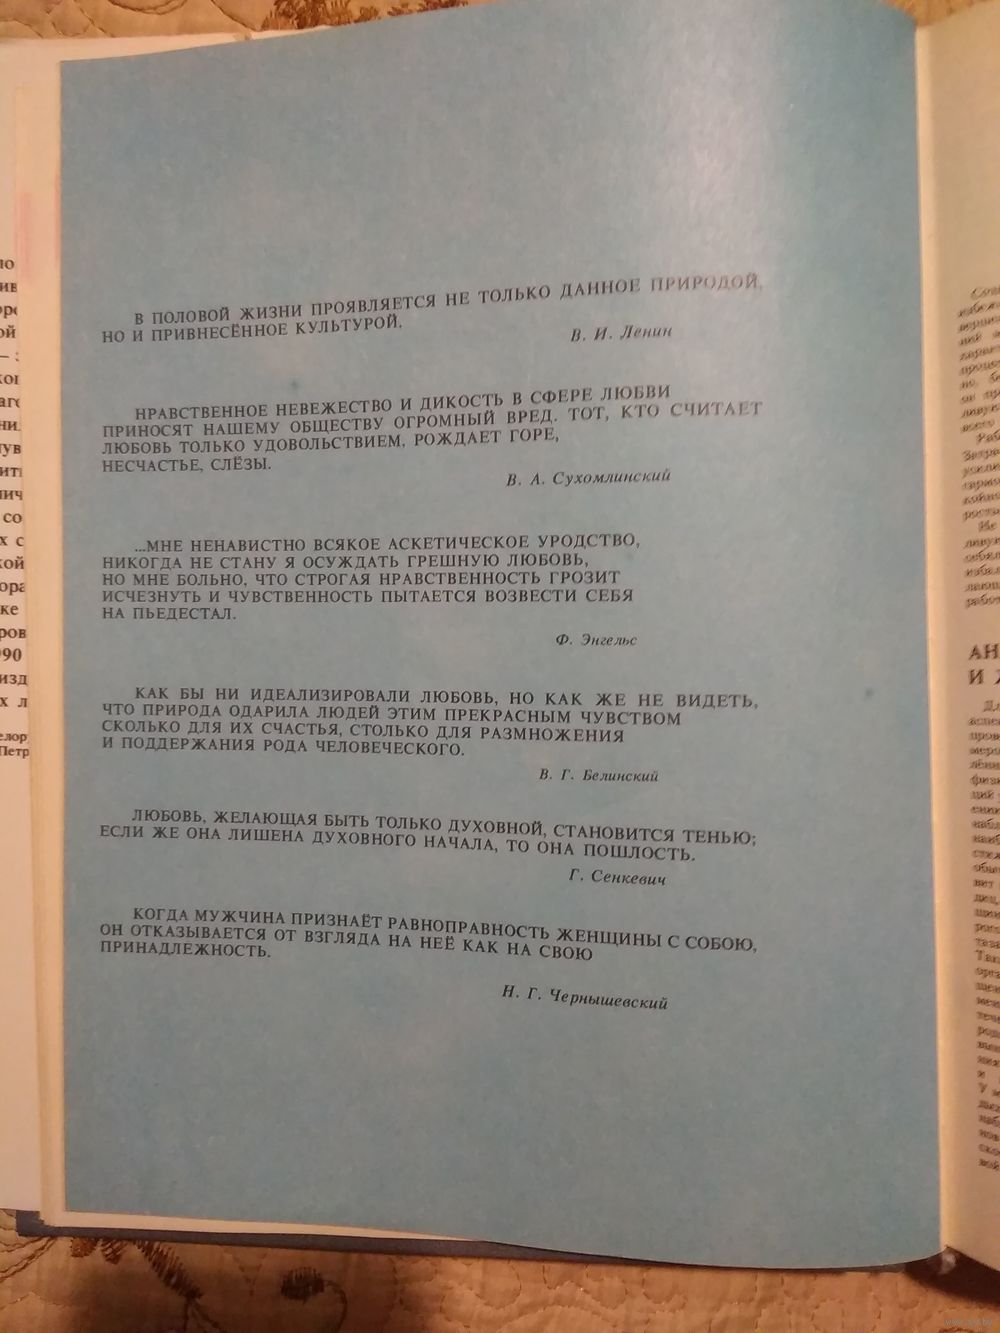 В ПОЛОВОЙ ЖИЗНИ ПРОЯВЛЯЕТСЯ НЕ ТОЛЬКО ДАННОЕ ПРИРОДОЙ,
НО И ПРИВНЕСЁННОЕ КУЛЬТУРОЙ.
В. И. Ленин
НРАВСТВЕННОЕ НЕВЕЖЕСТВО И ДИКОСТЬ В СФЕРЕ ЛЮБВИ
ПРИНОСЯТ НАШЕМУ ОБЩЕСТВУ ОГРОМНЫЙ ВРЕД. ТОТ, КТО СЧИТАЕТ
ЛЮБОВЬ ТОЛЬКО УДОВОЛЬСТВИЕМ, РОЖДАЕТ ГОРЕ,
НЕСЧАСТЬЕ, СЛЁЗЫ.
В. А. Сухомлинский
...МНЕ НЕНАВИСТНО ВСЯКОЕ АСКЕТИЧЕСКОЕ УРОДСТВО,
НИКОГДА НЕ СТАНУ Я ОСУЖДАТЬ ГРЕШНУЮ ЛЮБОВЬ,
НО МНЕ БОЛЬНО, ЧТО СТРОГАЯ НРАВСТВЕННОСТЬ ГРОЗИТ
ИСЧЕЗНУТЬ И ЧУВСТВЕННОСТЬ ПЫТАЕТСЯ ВОЗВЕСТИ СЕБЯ
НА ПЬЕДЕСТАЛ.
Ф. Энгельс
КАК БЫ НИ ИДЕАЛИЗИРОВАЛИ ЛЮБОВЬ, НО КАК ЖЕ НЕ ВИДЕТЬ,
ЧТО ПРИРОДА ОДАРИЛА ЛЮДЕЙ ЭТИМ ПРЕКРАСНЫМ ЧУВСТВОМ
СКОЛЬКО ДЛЯ ИХ СЧАСТЬЯ, СТОЛЬКО ДЛЯ РАЗМНОЖЕНИЯ
И ПОДДЕРЖАНИЯ РОДА ЧЕЛОВЕЧЕСКОГО.
В. Г. Белинский
ЛЮБОВЬ, ЖЕЛАЮЩАЯ БЫТЬ ТОЛЬКО ДУХОВНОЙ, СТАНОВИТСЯ ТЕНЬЮ;
ЕСЛИ ЖЕ ОНА ЛИШЕНА ДУХОВНОГО НАЧАЛА, ТО ОНА ПОШЛОСТЬ.
Г. Сенкевич
КОГДА МУЖЧИНА ПРИЗНАЁТ РАВНОПРАВНОСТЬ ЖЕНЩИНЫ С СОБОЮ,
ОН ОТКАЗЫВАЕТСЯ ОТ ВЗГЛЯДА НА НЕЁ КАК НА СВОЮ
ПРИНАДЛЕЖНОСТЬ.
Н. Г. Чернышевский